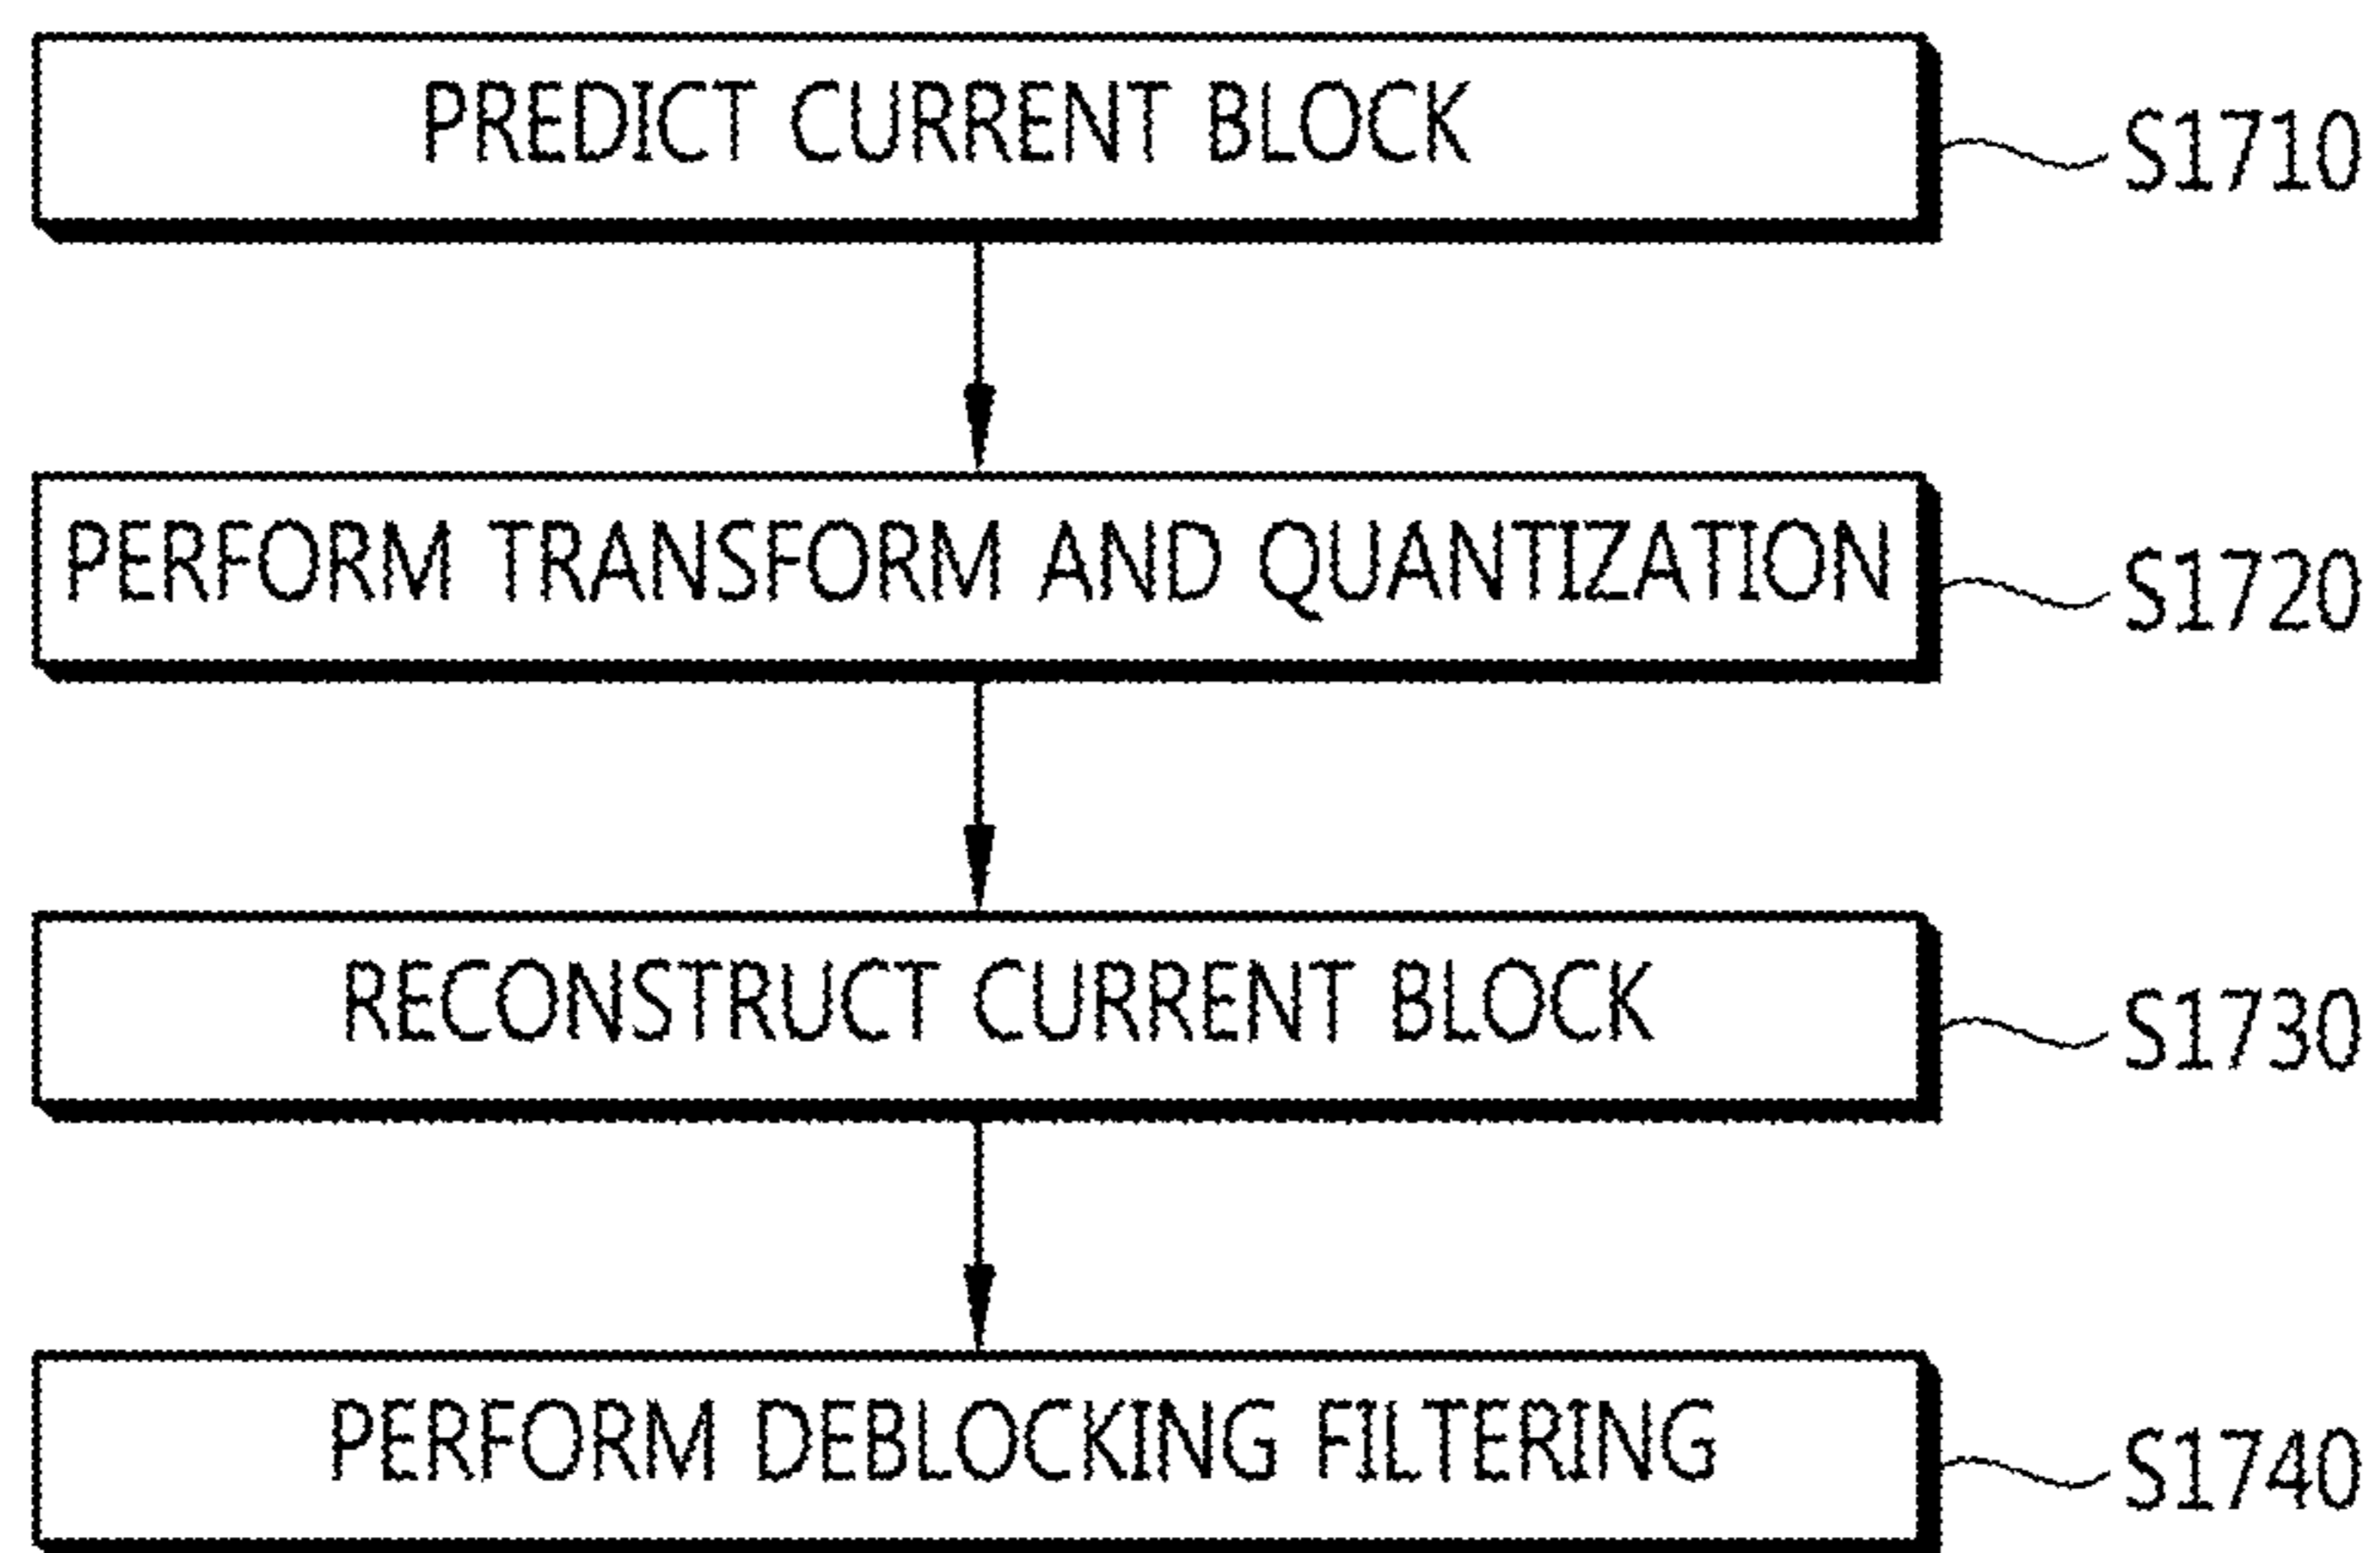 PREDICT CURRENT BLOCK
S1710
PERFORM TRANSFORM AND QUANTIZATION
S1720
RECONSTRUCT CURRENT BLOCK
S1730
PERFORM DEBLOCKING FILTERING
S1740